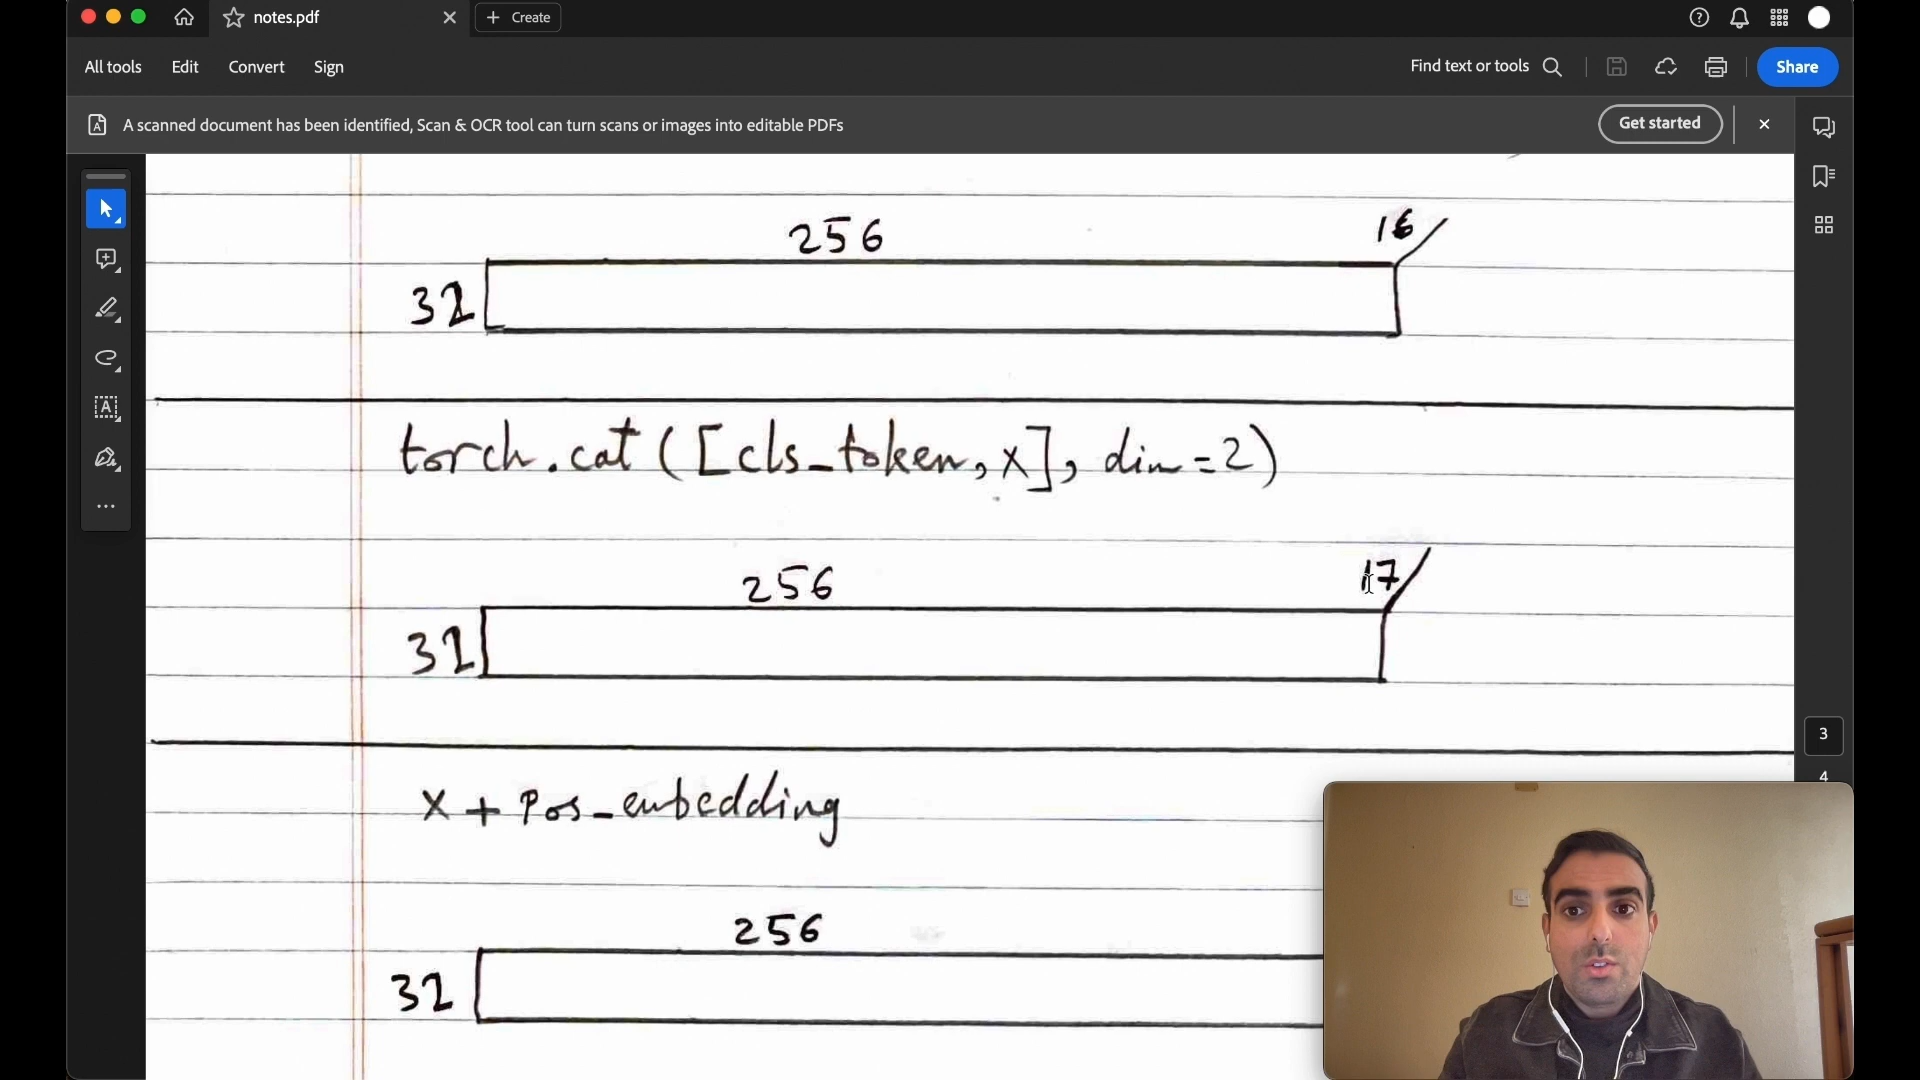 notes.pdf
Create
All tools Edit Convert Sign
Find text or tools
Share
A scanned document has been identified, Scan & OCR tool can turn scans or images into editable PDFs
Get started
256
16
32
torch.cat([cls_token, x], dim=2)
256
17
32
x + Pos_embedding
256
32
3
4